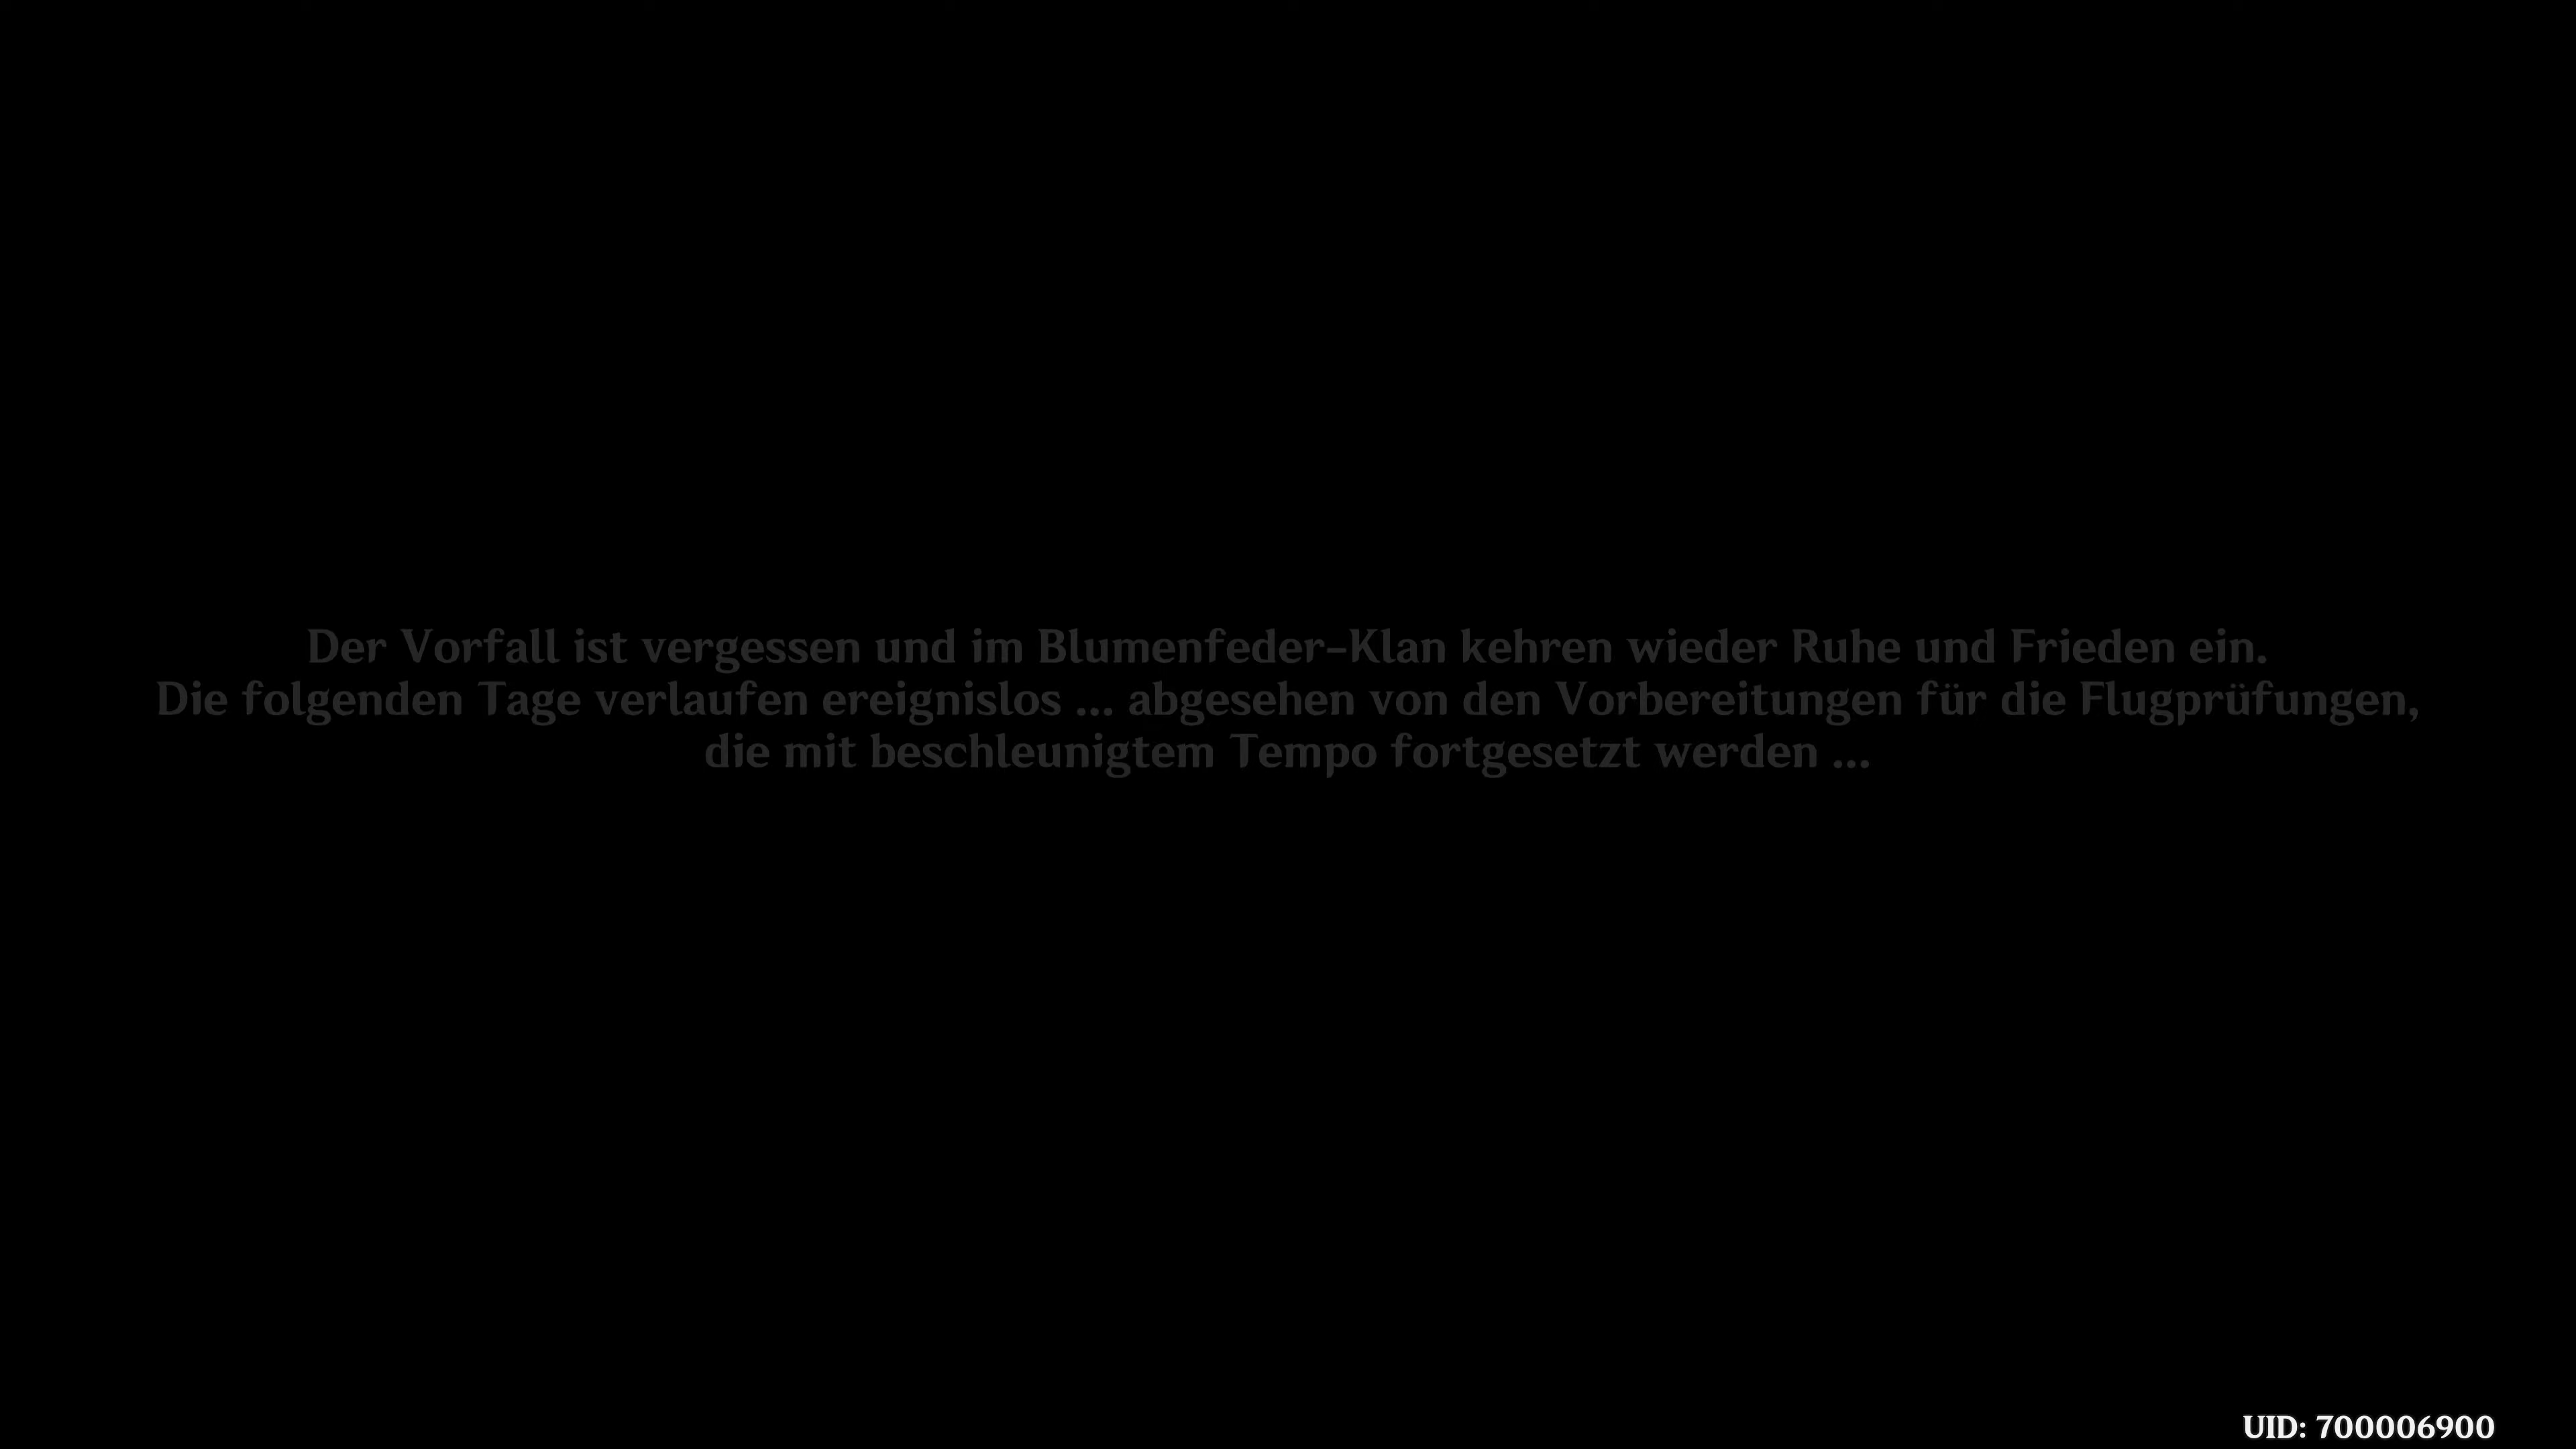 Der Vorfall ist vergessen und im Blumenfeder-Klan kehren wieder Ruhe und Frieden ein.
Die folgenden Tage verlaufen ereignislos ... abgesehen von den Vorbereitungen für die Flugprüfungen,
die mit beschleunigtem Tempo fortgesetzt werden ...
UID: 700006900